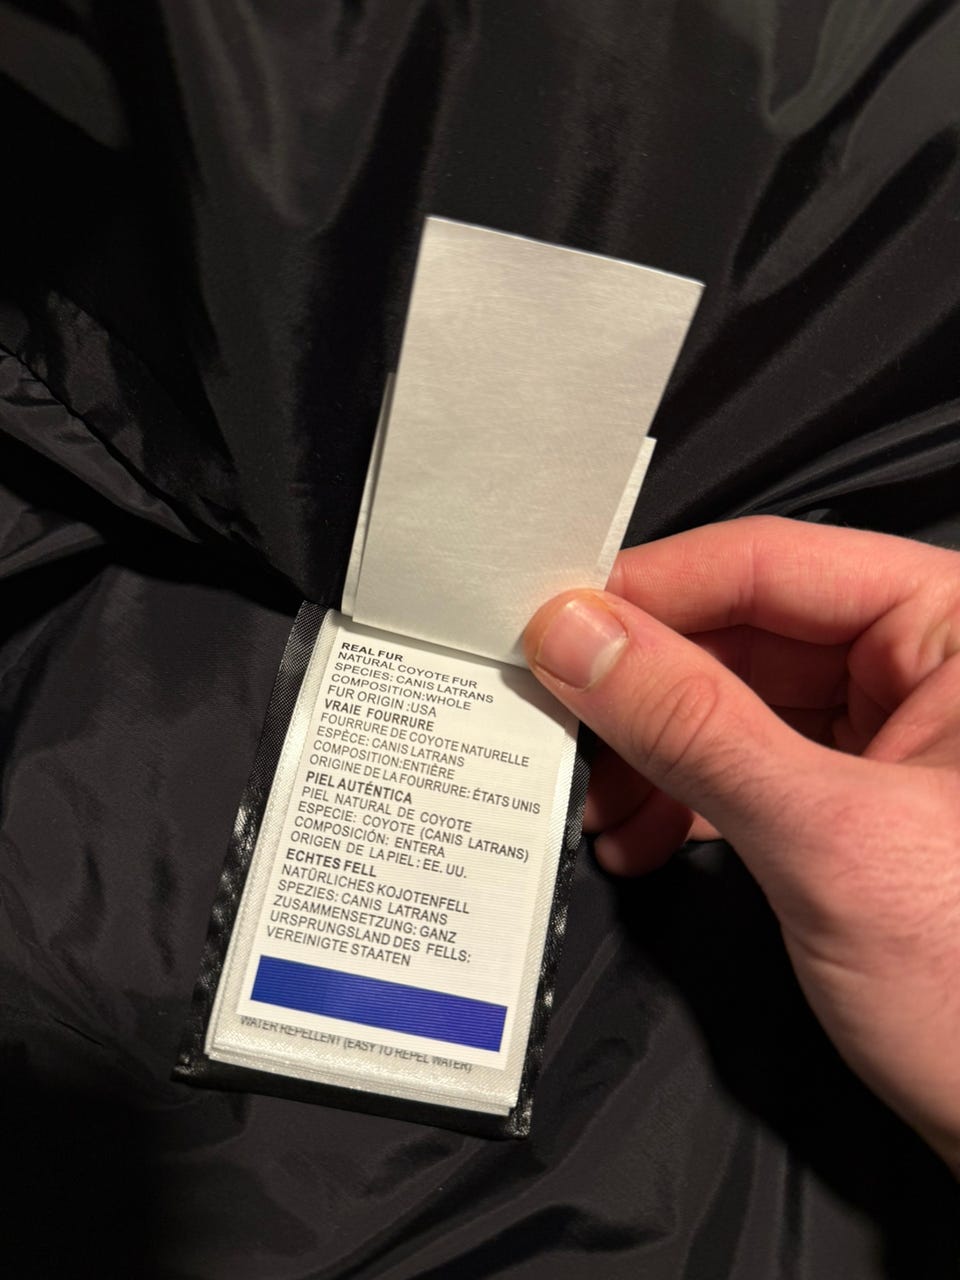 REAL FUR
NATURAL COYOTE FUR
SPECIES: CANIS LATRANS
COMPOSITION:WHOLE
FUR ORIGIN :USA
VRAIE FOURRURE
FOURRURE DE COYOTE NATURELLE
ESPÈCE: CANIS LATRANS
COMPOSITION:ENTIÈRE
ORIGINE DE LA FOURRURE: ÉTATS UNIS
PIEL AUTÉNTICA
PIEL NATURAL DE COYOTE
ESPECIE: COYOTE (CANIS LATRANS)
COMPOSICIÓN: ENTERA
ORIGEN DE LA PIEL : EE. UU.
ECHTES FELL
NATÜRLICHES KOJOTENFELL
SPEZIES: CANIS LATRANS
ZUSAMMENSETZUNG: GANZ
URSPRUNGSLAND DES FELLS:
VEREINIGTE STAATEN
WATER REPELLENT (EASY TO REPEL WATER)